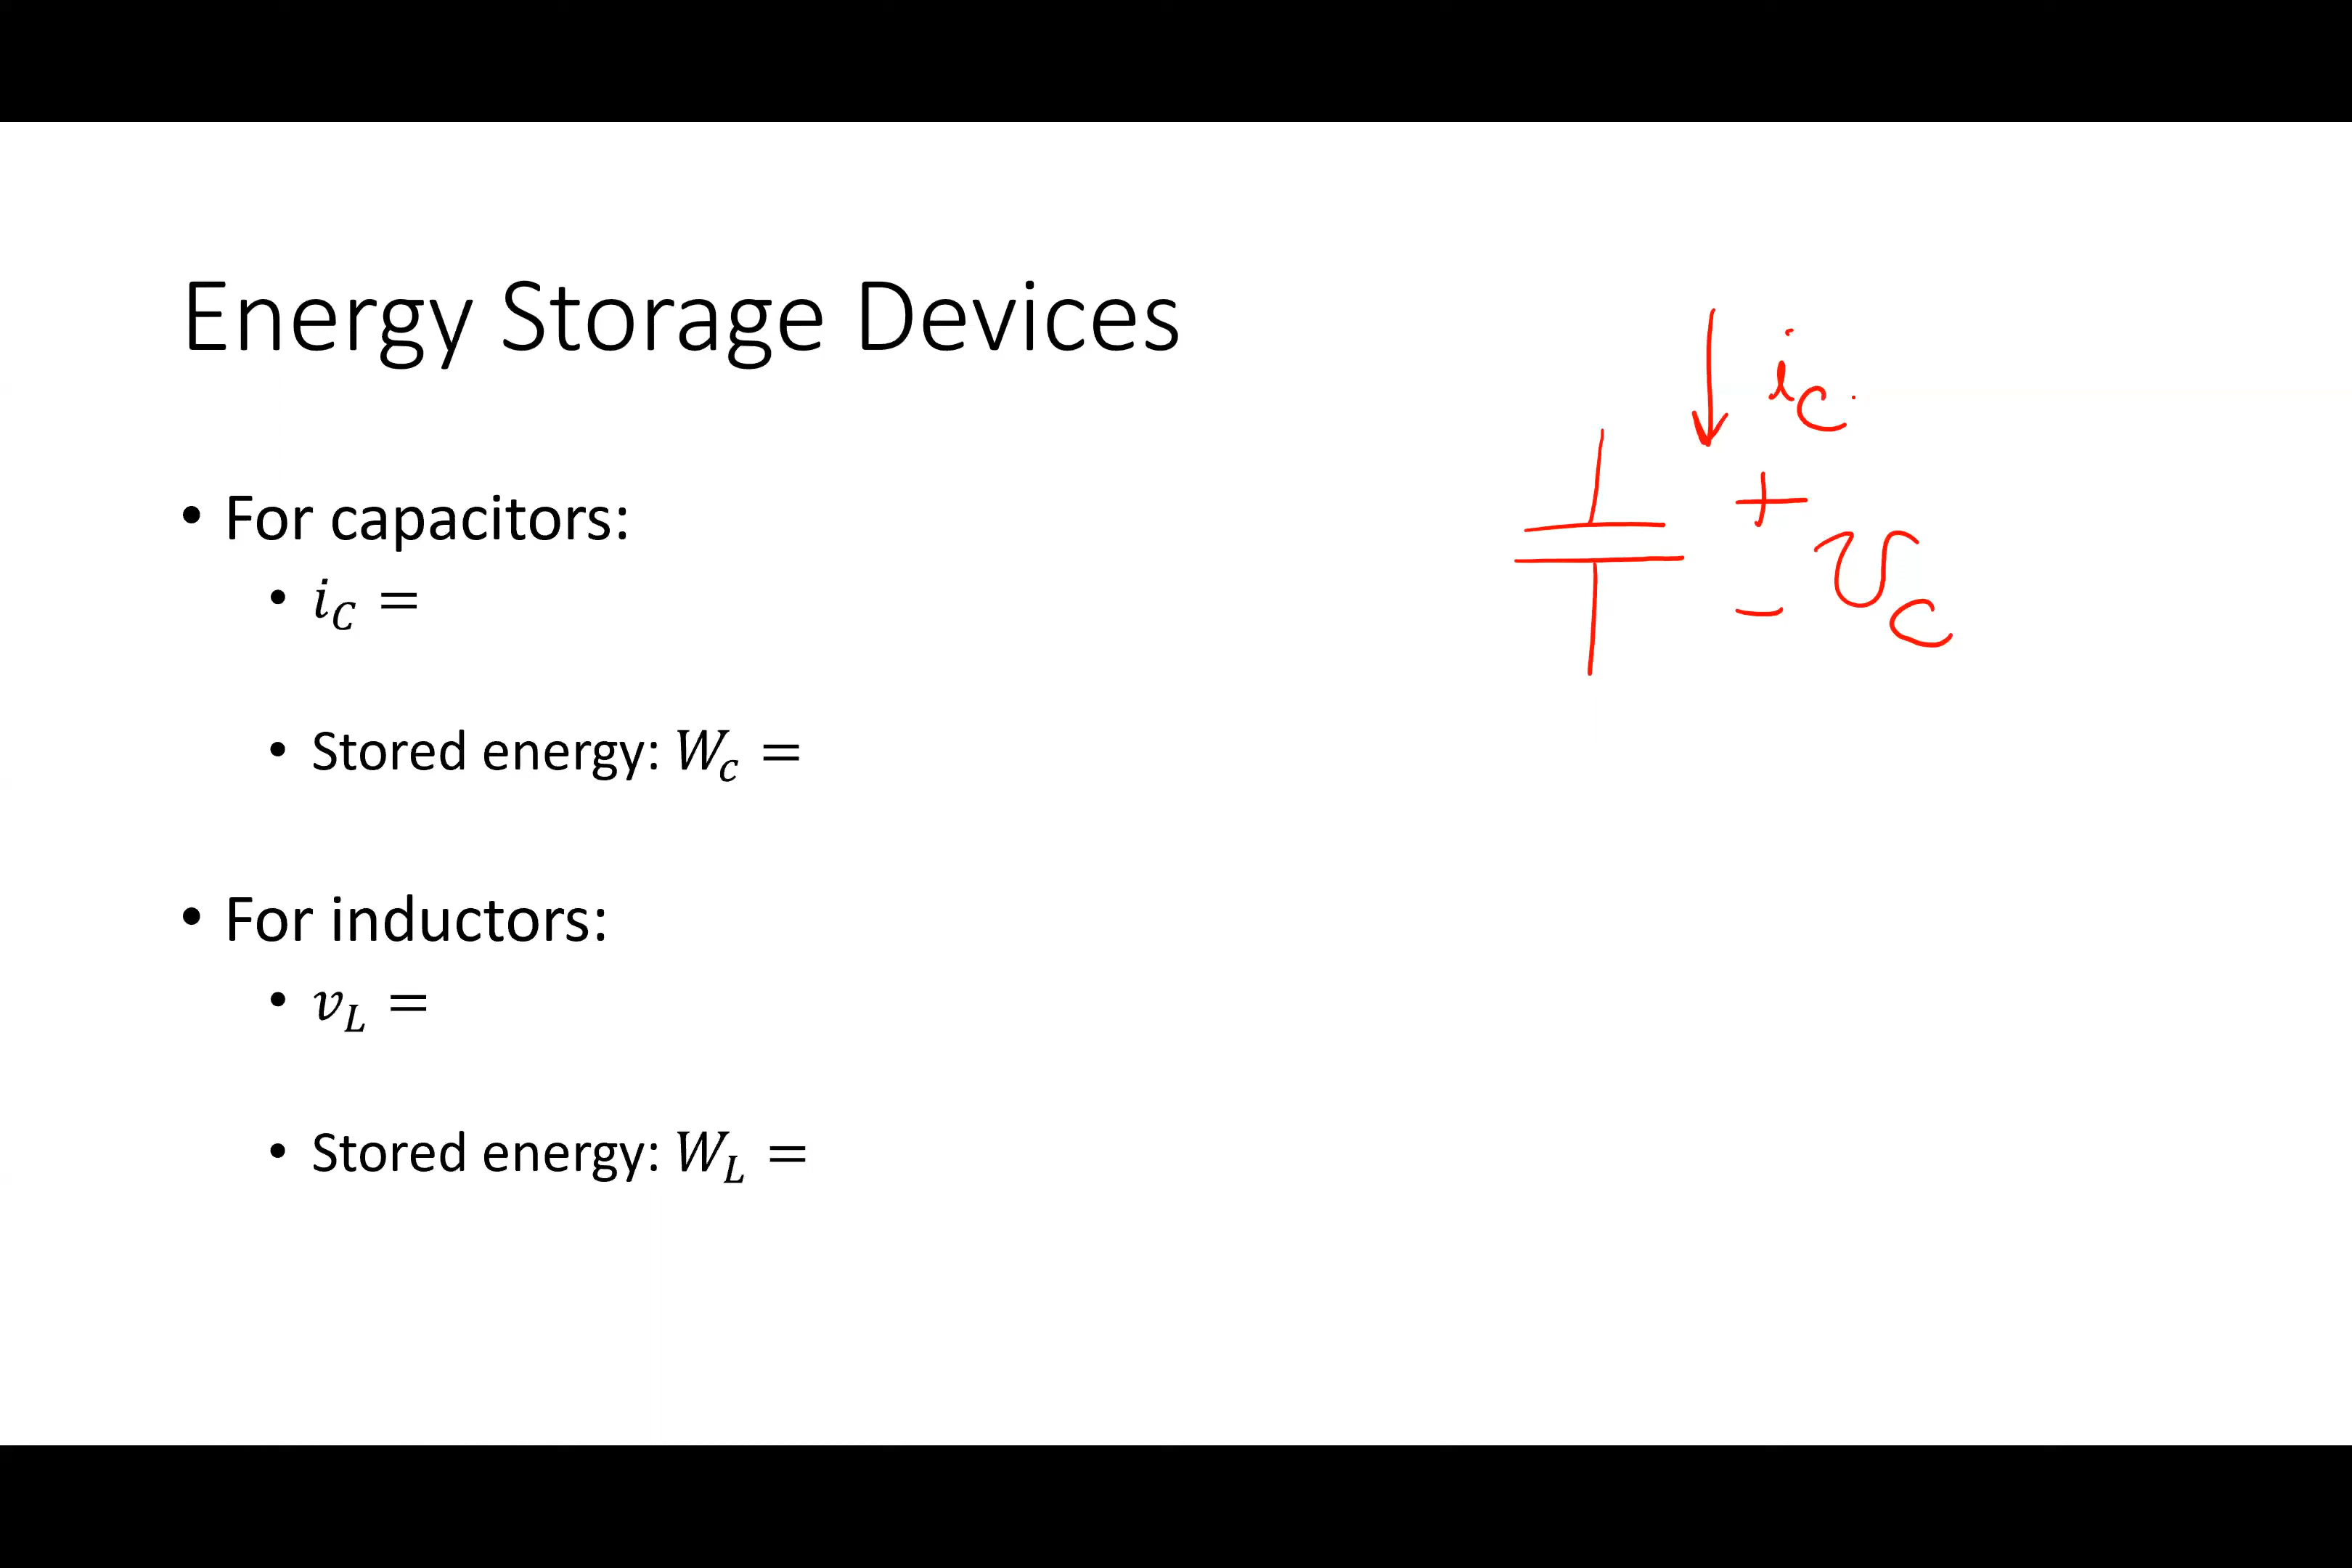 Energy Storage Devices
• For capacitors:
• i_C =
• Stored energy: W_c =
• For inductors:
• v_L =
• Stored energy: W_L =
i_c
+
v_c
−